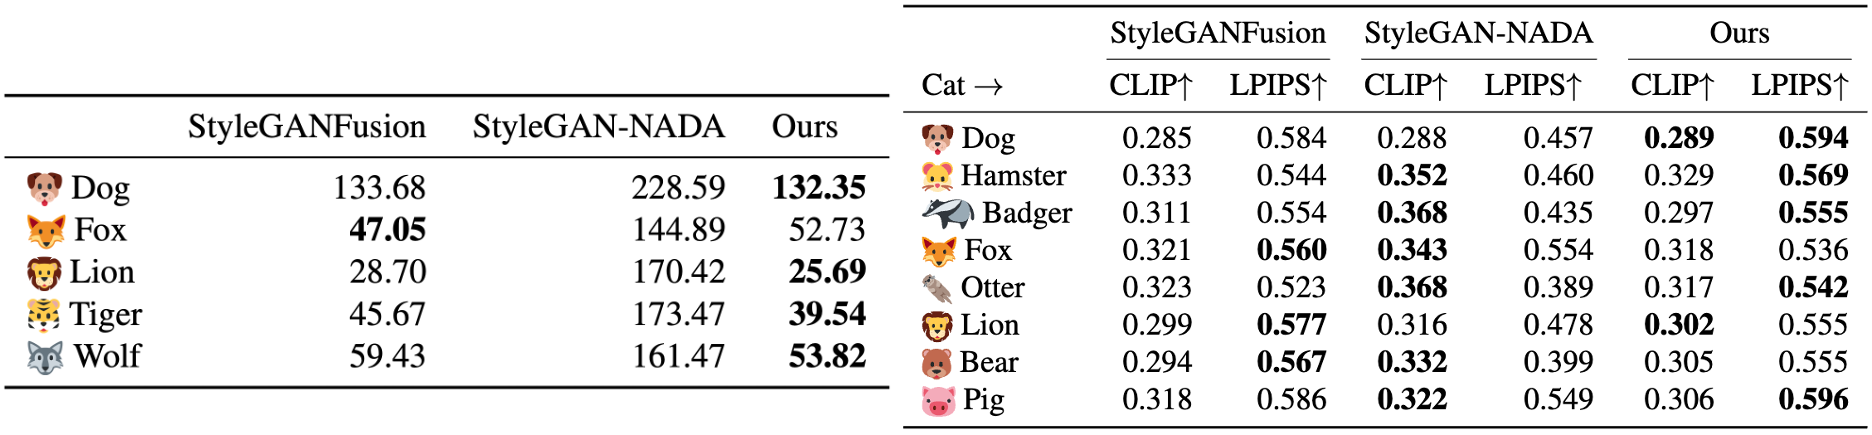 StyleGANFusion StyleGAN-NADA Ours
Dog 133.68 228.59 132.35
Fox 47.05 144.89 52.73
Lion 28.70 170.42 25.69
Tiger 45.67 173.47 39.54
Wolf 59.43 161.47 53.82
StyleGANFusion StyleGAN-NADA Ours
Cat → CLIP↑ LPIPS↑ CLIP↑ LPIPS↑ CLIP↑ LPIPS↑
Dog 0.285 0.584 0.288 0.457 0.289 0.594
Hamster 0.333 0.544 0.352 0.460 0.329 0.569
Badger 0.311 0.554 0.368 0.435 0.297 0.555
Fox 0.321 0.560 0.343 0.554 0.318 0.536
Otter 0.323 0.523 0.368 0.389 0.317 0.542
Lion 0.299 0.577 0.316 0.478 0.302 0.555
Bear 0.294 0.567 0.332 0.399 0.305 0.555
Pig 0.318 0.586 0.322 0.549 0.306 0.596